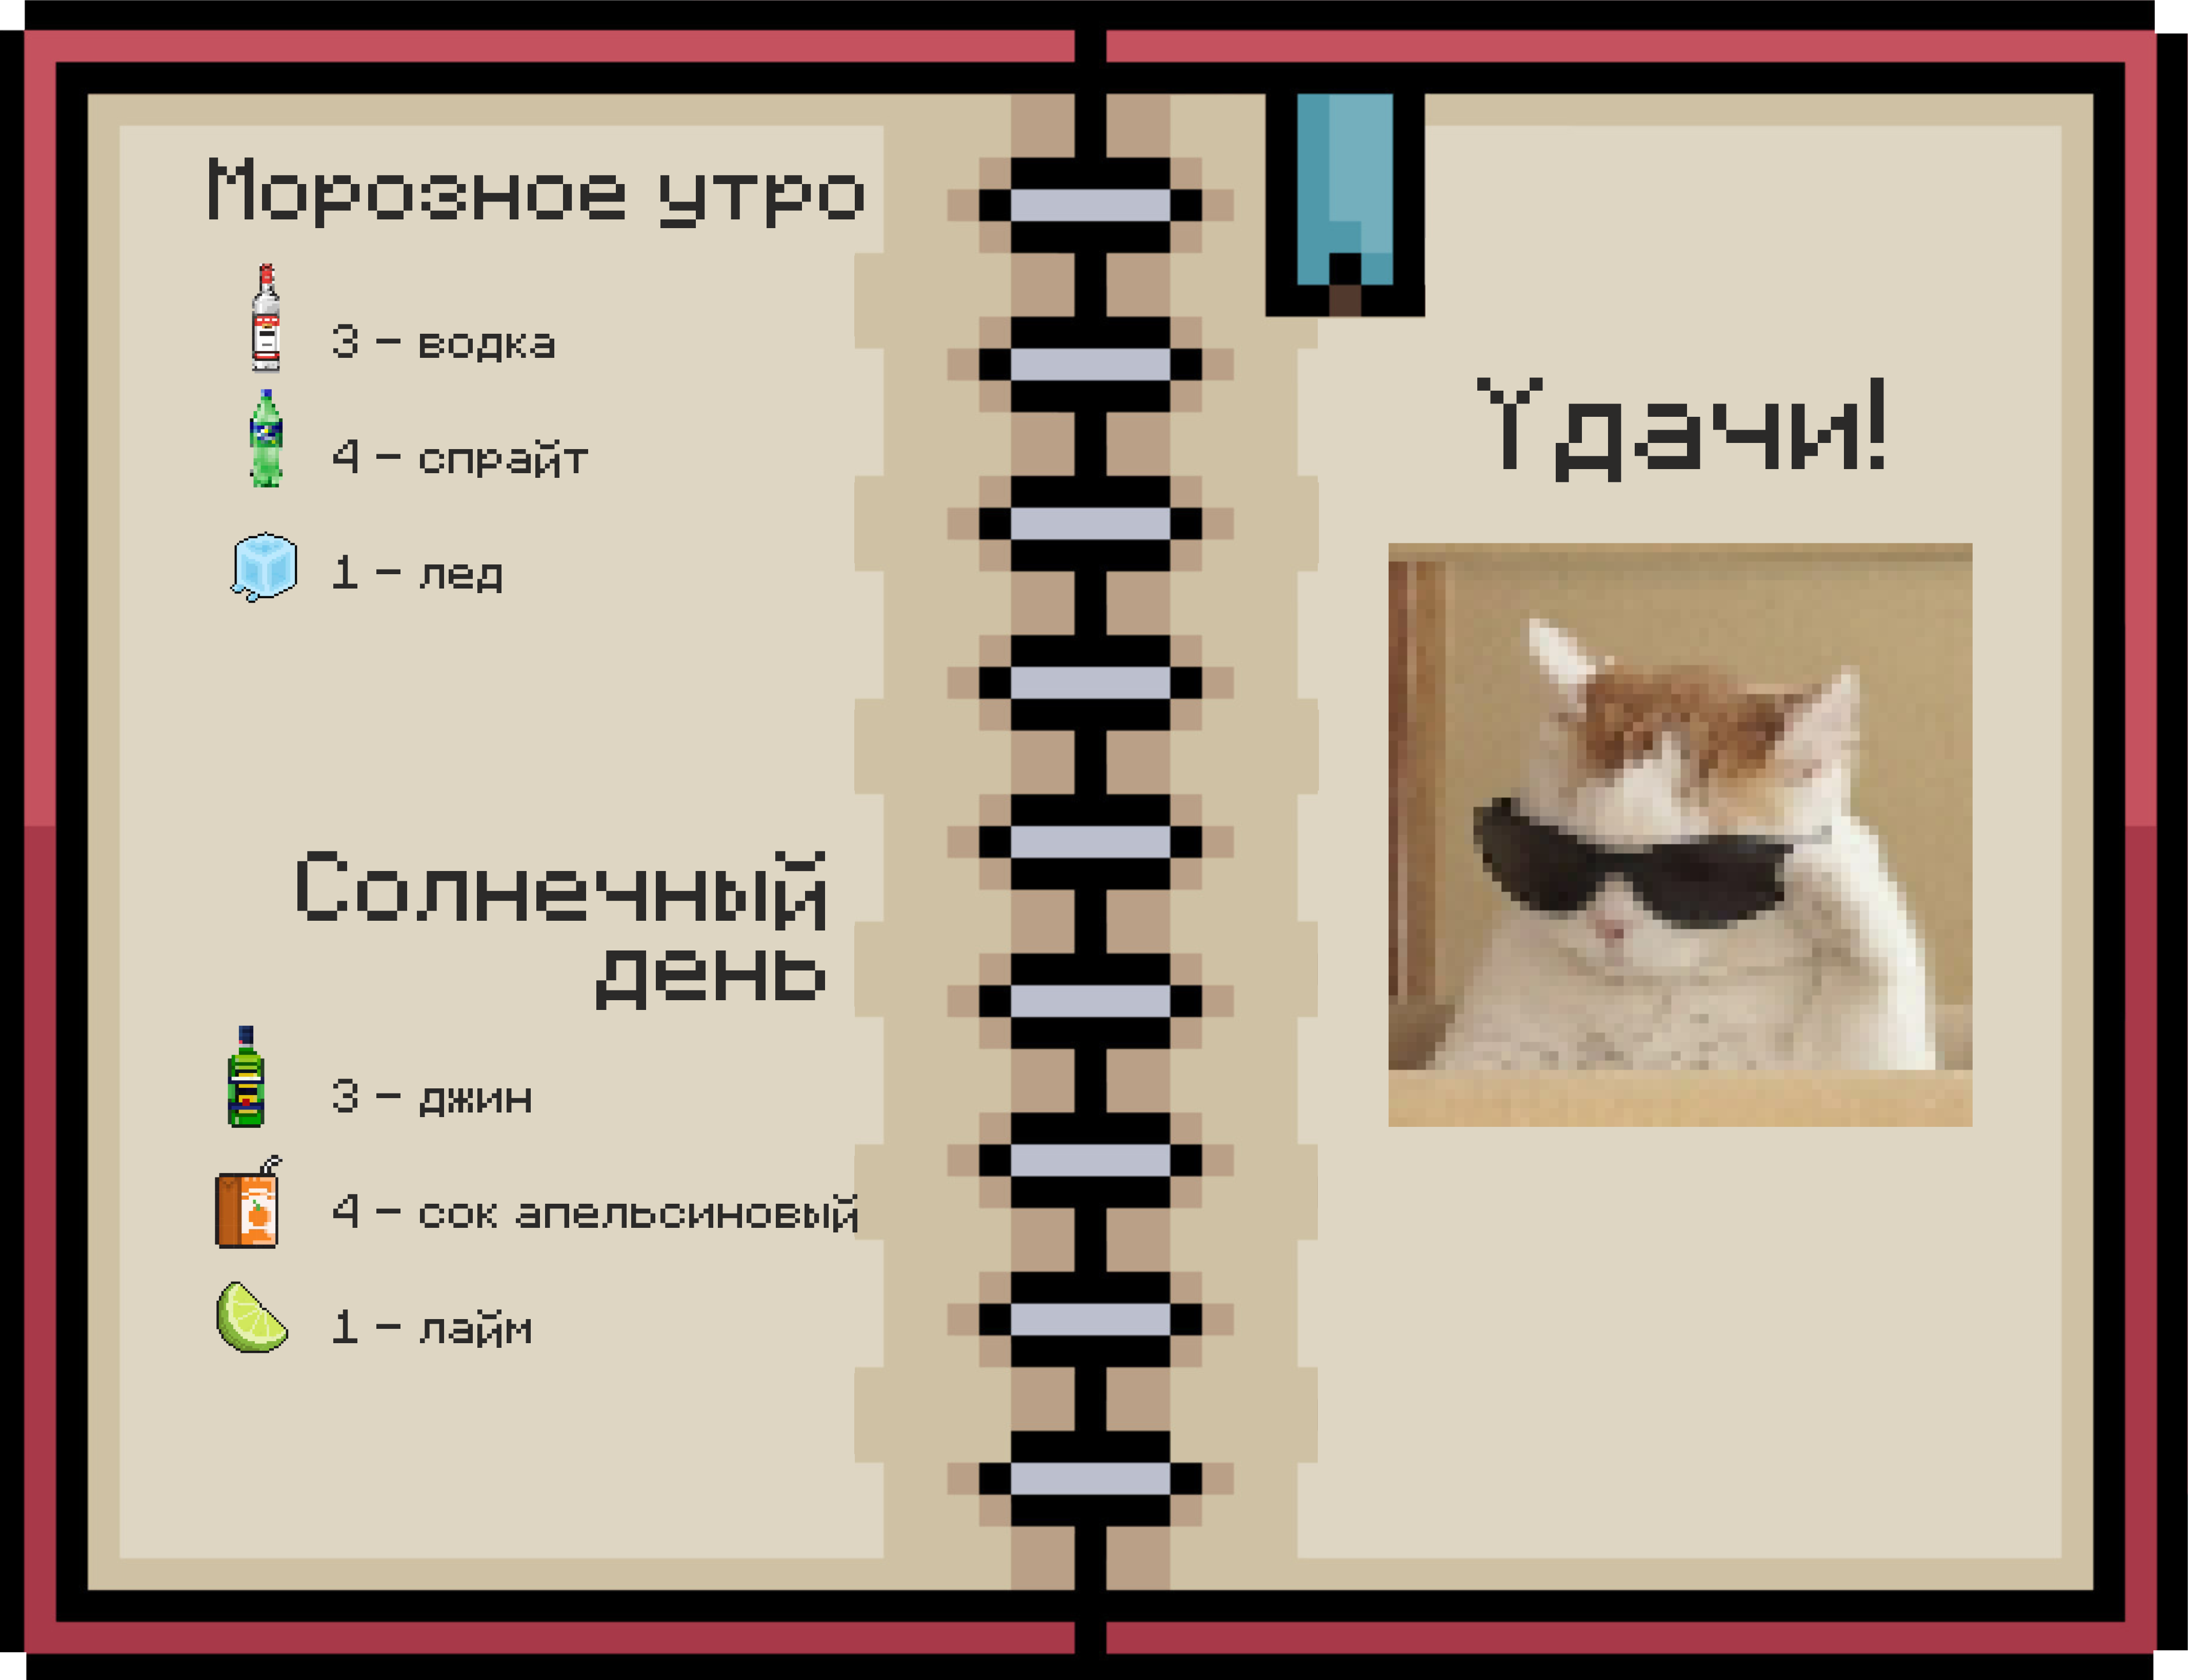 Морозное утро
3 - водка
4 - спрайт
1 - лед
Солнечный
день
3 - джин
4 - сок апельсиновый
1 - лайм
Удачи!